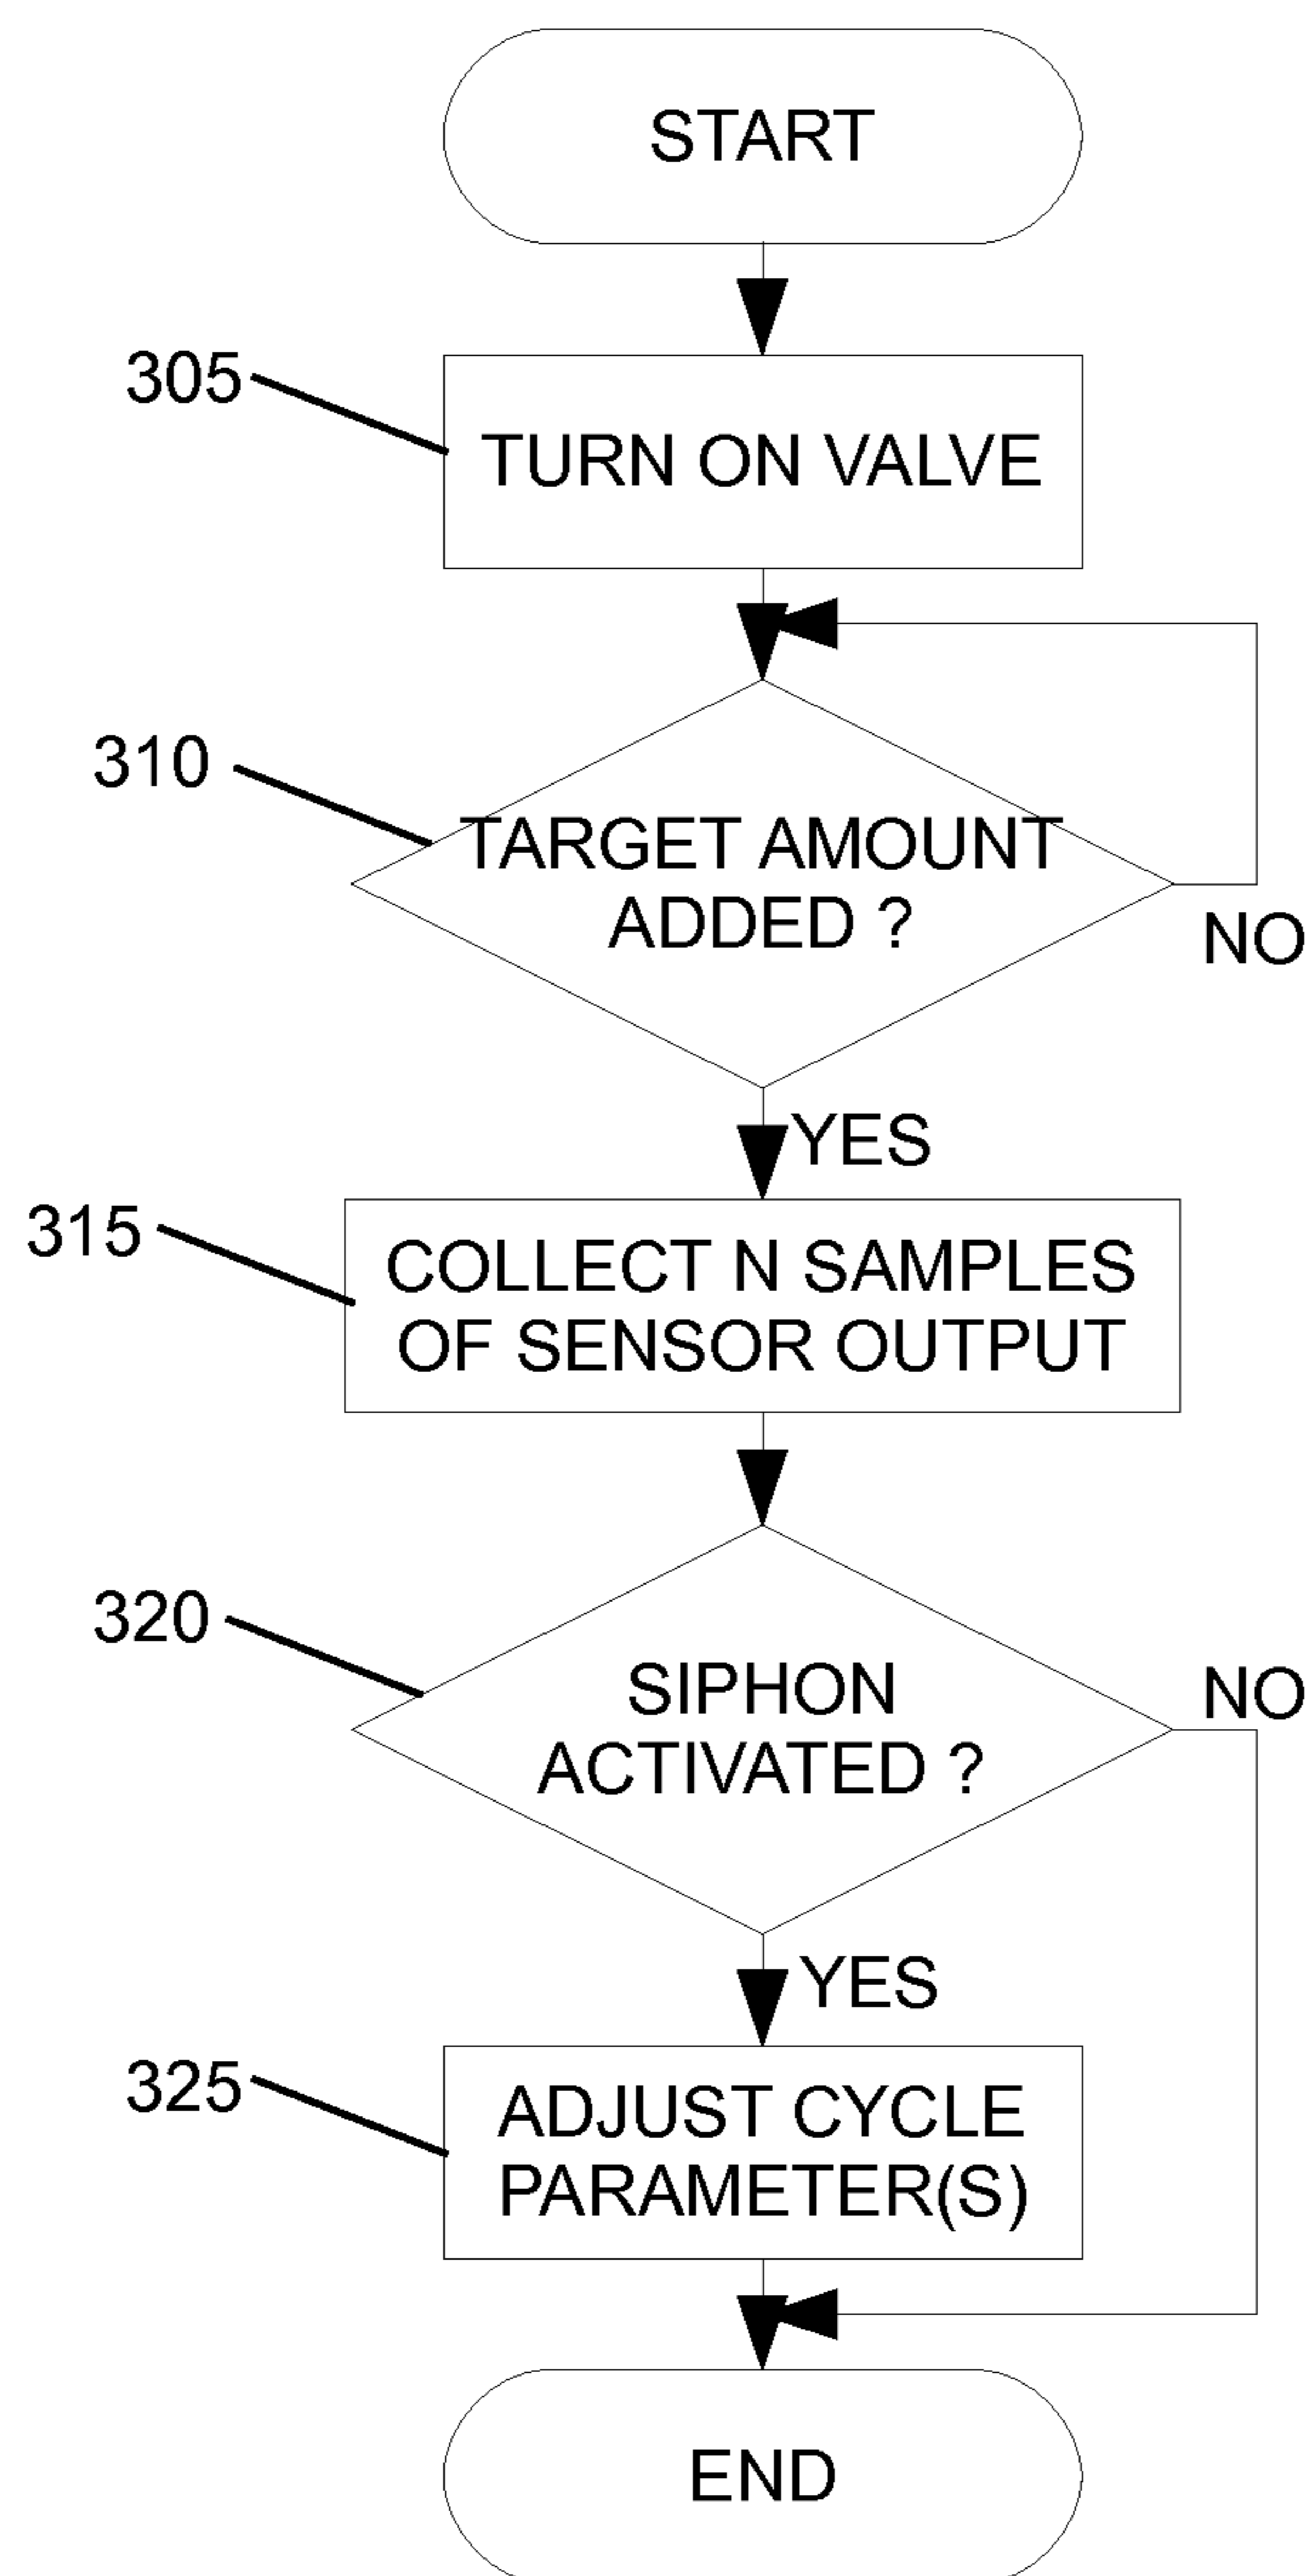 START
305
TURN ON VALVE
310
TARGET AMOUNT
ADDED ?
NO
YES
315
COLLECT N SAMPLES
OF SENSOR OUTPUT
320
SIPHON
ACTIVATED ?
NO
YES
325
ADJUST CYCLE
PARAMETER(S)
END